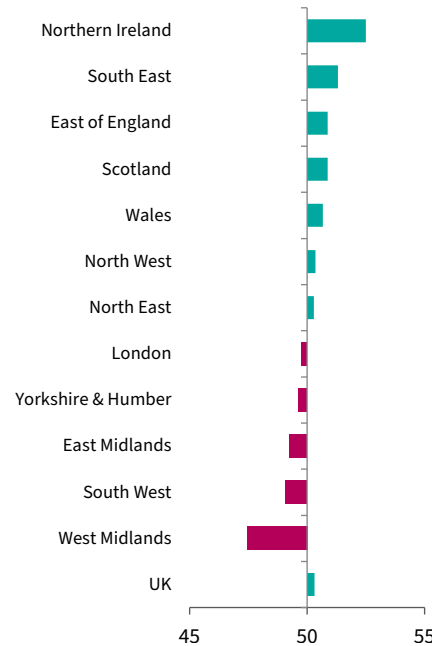 Northern Ireland
South East
East of England
Scotland
Wales
North West
North East
London
Yorkshire & Humber
East Midlands
South West
West Midlands
UK
45 50 55